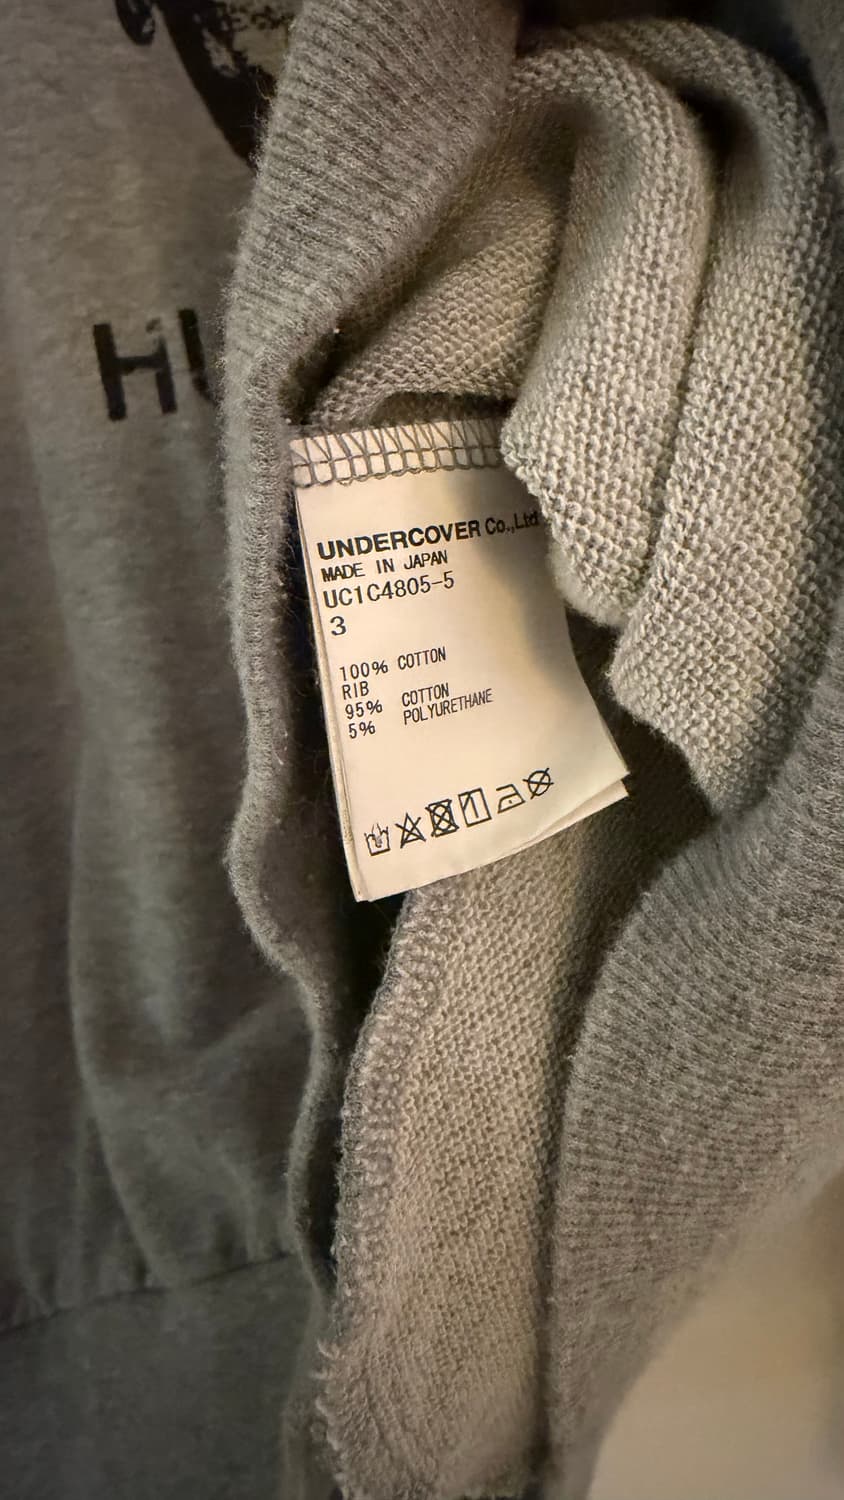 HU
UNDERCOVER Co.,Ltd
MADE IN JAPAN
UC1C4805-5
3
100% COTTON
RIB
95% COTTON
5% POLYURETHANE